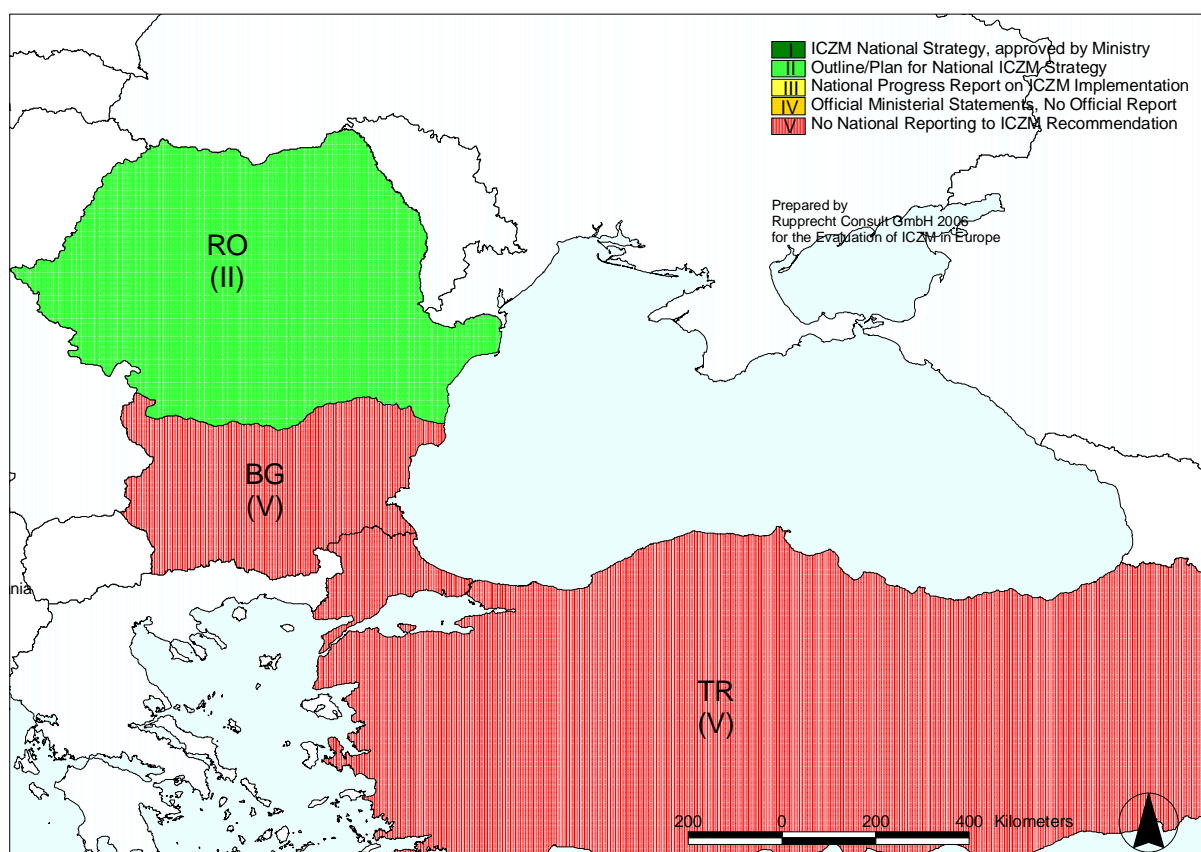 I ICZM National Strategy, approved by Ministry
II Outline/Plan for National ICZM Strategy
III National Progress Report on ICZM Implementation
IV Official Ministerial Statements, No Official Report
V No National Reporting to ICZM Recommendation
Prepared by
Rupprecht Consult GmbH 2006
for the Evaluation of ICZM in Europe
RO
(II)
BG
(V)
nia
TR
(V)
200 0 200 400 Kilometers